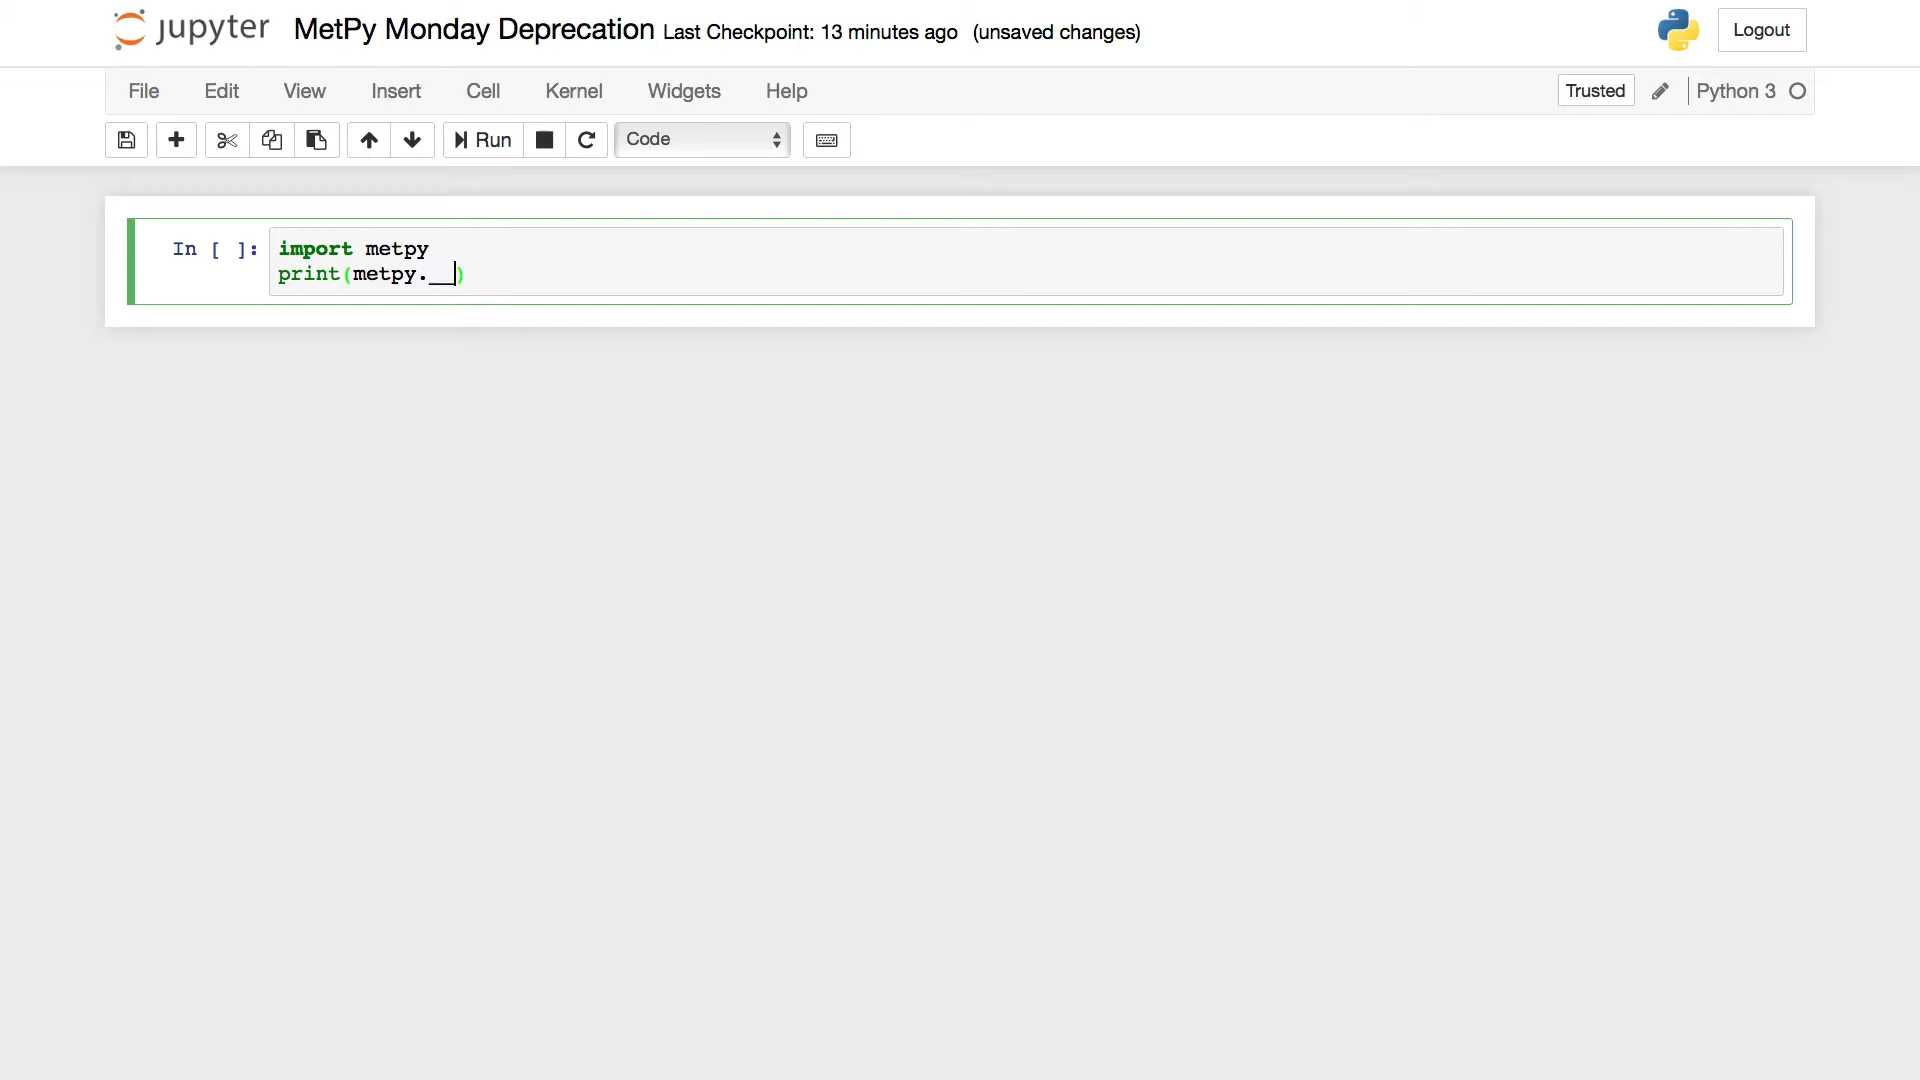 jupyter MetPy Monday Deprecation Last Checkpoint: 13 minutes ago (unsaved changes) Logout
File Edit View Insert Cell Kernel Widgets Help Trusted Python 3
Run Code
In [ ]: import metpy
print(metpy.__)